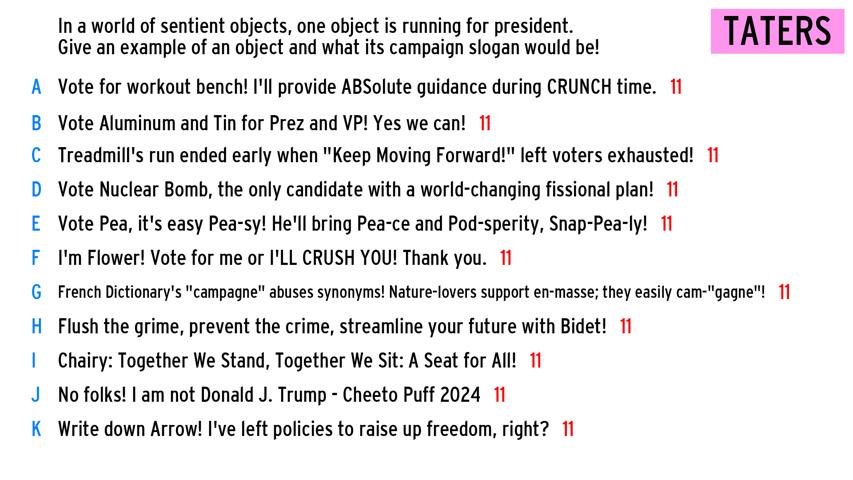 In a world of sentient objects, one object is running for president.
Give an example of an object and what its campaign slogan would be!
TATERS
A Vote for workout bench! I'll provide ABSolute guidance during CRUNCH time. 11
B Vote Aluminum and Tin for Prez and VP! Yes we can! 11
C Treadmill's run ended early when "Keep Moving Forward!" left voters exhausted! 11
D Vote Nuclear Bomb, the only candidate with a world-changing fissional plan! 11
E Vote Pea, it's easy Pea-sy! He'll bring Pea-ce and Pod-sperity, Snap-Pea-ly! 11
F I'm Flower! Vote for me or I'LL CRUSH YOU! Thank you. 11
G French Dictionary's "campagne" abuses synonyms! Nature-lovers support en-masse; they easily cam-"gagne"! 11
H Flush the grime, prevent the crime, streamline your future with Bidet! 11
I Chairy: Together We Stand, Together We Sit: A Seat for All! 11
J No folks! I am not Donald J. Trump - Cheeto Puff 2024 11
K Write down Arrow! I've left policies to raise up freedom, right? 11